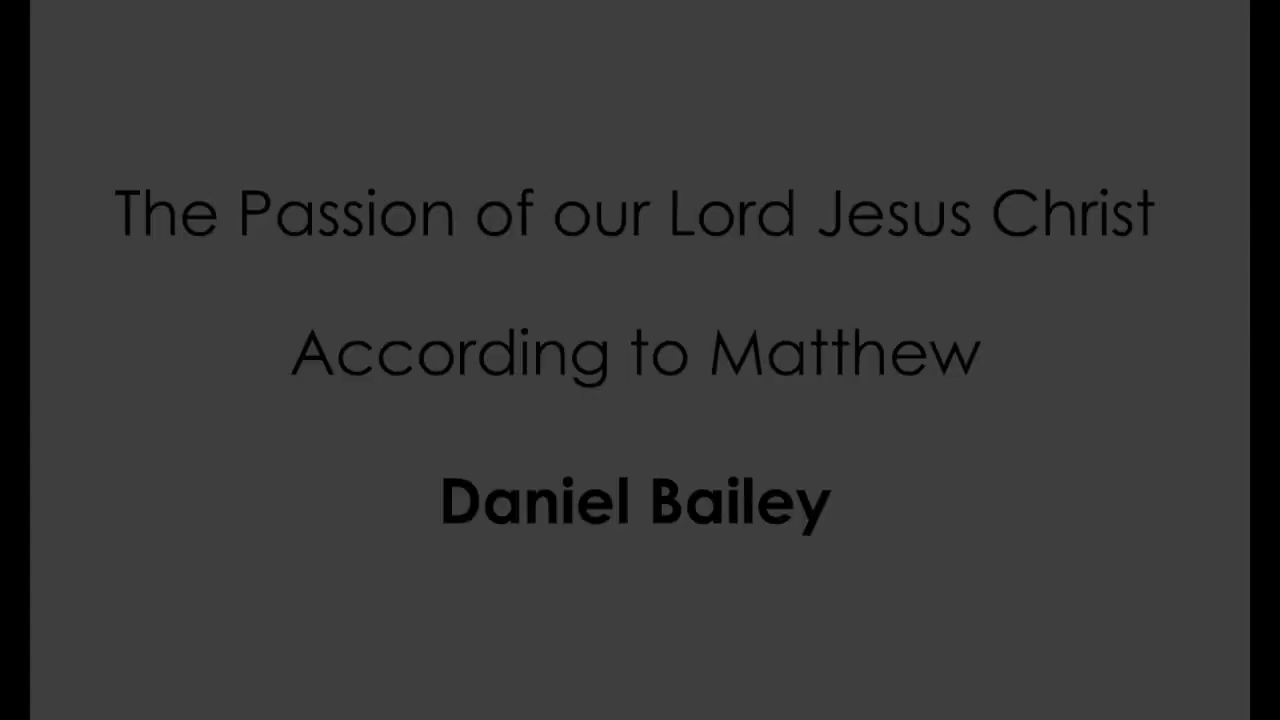 The Passion of our Lord Jesus Christ
According to Matthew
Daniel Bailey